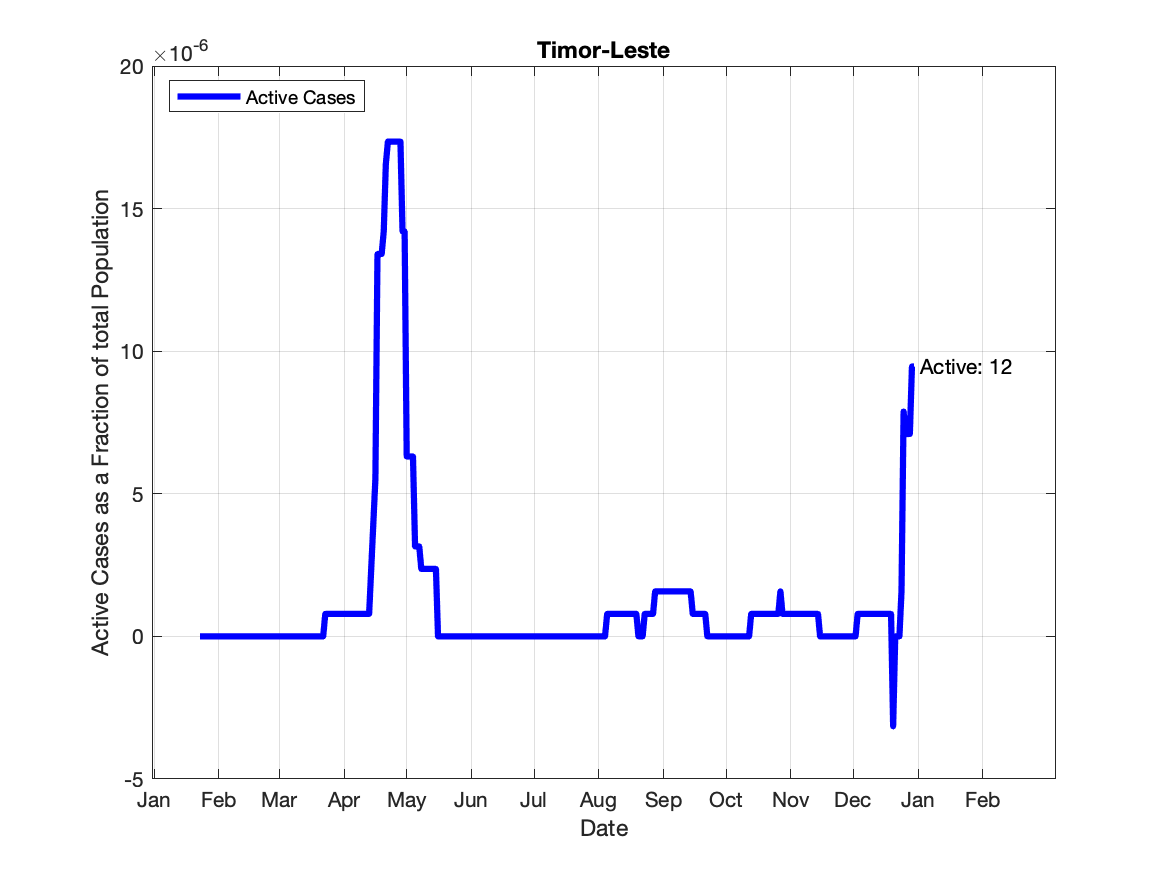 Timor-Leste
×10^-6
20
15
10
5
0
-5
Active Cases
Active: 12
Active Cases as a Fraction of total Population
Jan Feb Mar Apr May Jun Jul Aug Sep Oct Nov Dec Jan Feb
Date